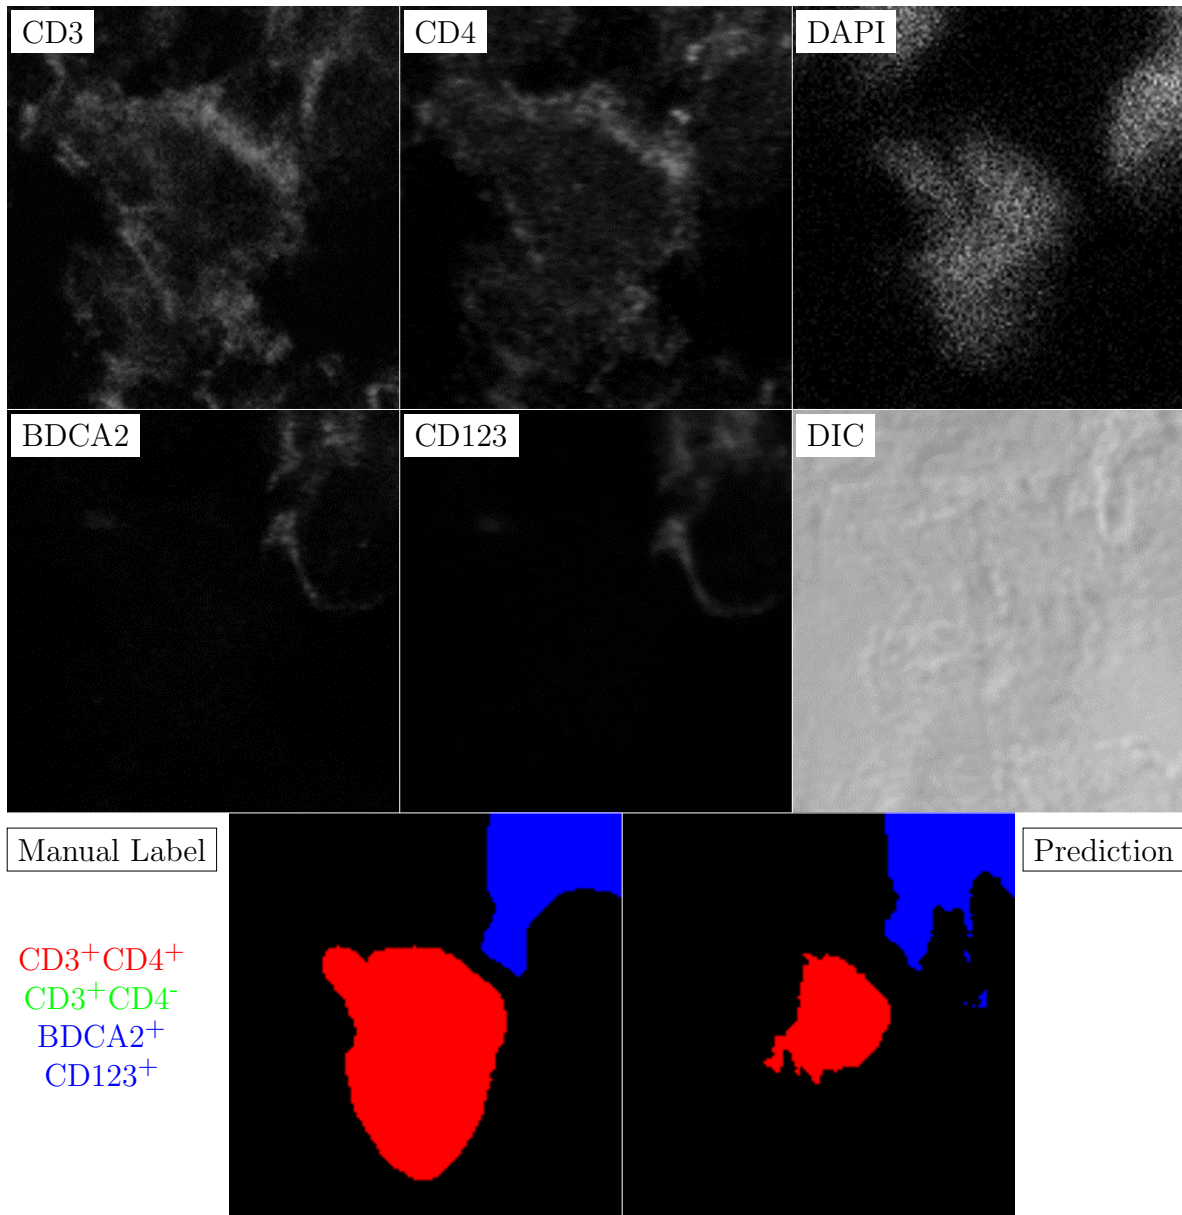 CD3
CD4
DAPI
BDCA2
CD123
DIC
Manual Label
Prediction
CD3⁺CD4⁺
CD3⁺CD4⁻
BDCA2⁺
CD123⁺